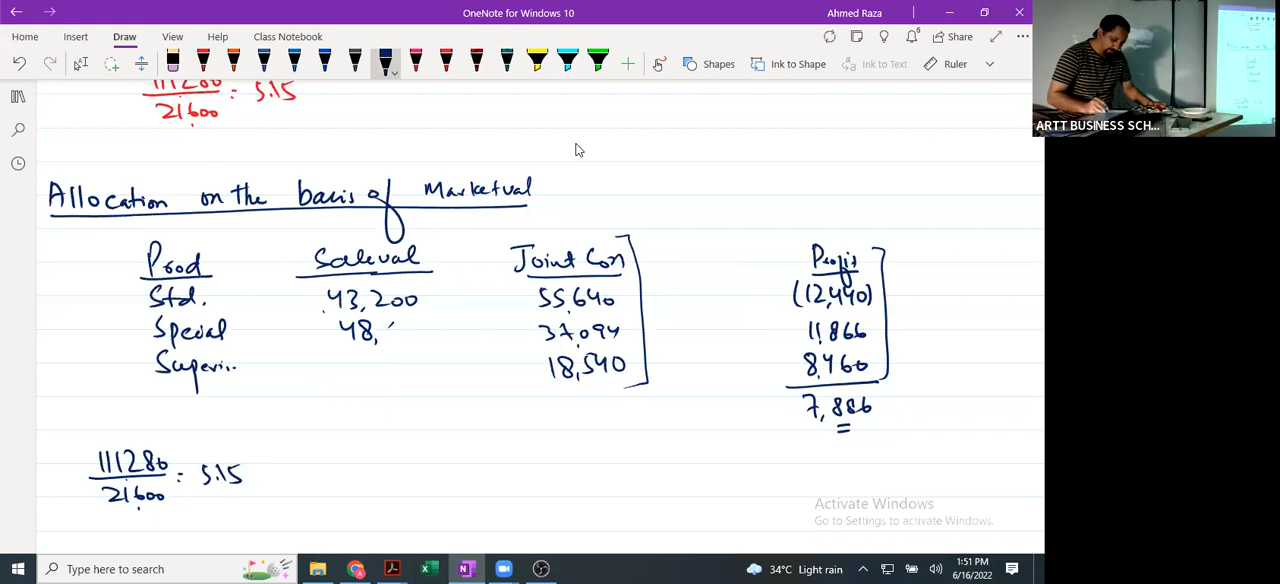 OneNote for Windows 10
Ahmed Raza
Home Insert Draw View Help Class Notebook
Share
Shapes Ink to Shape Ink to Text Ruler
ARTT BUSINESS SCH...
111280
21600 = 5.15
Allocation on the basis of Marketval
Prod Saleval Joint Con Profit
Std. 43,200 55,640 (12,440)
Special 48, 37,094 11,866
Superi.. 18,540 8,460
7,886
111280
21600 = 5.15
Activate Windows
Go to Settings to activate Windows.
Type here to search
34°C Light rain
1:51 PM
6/16/2022